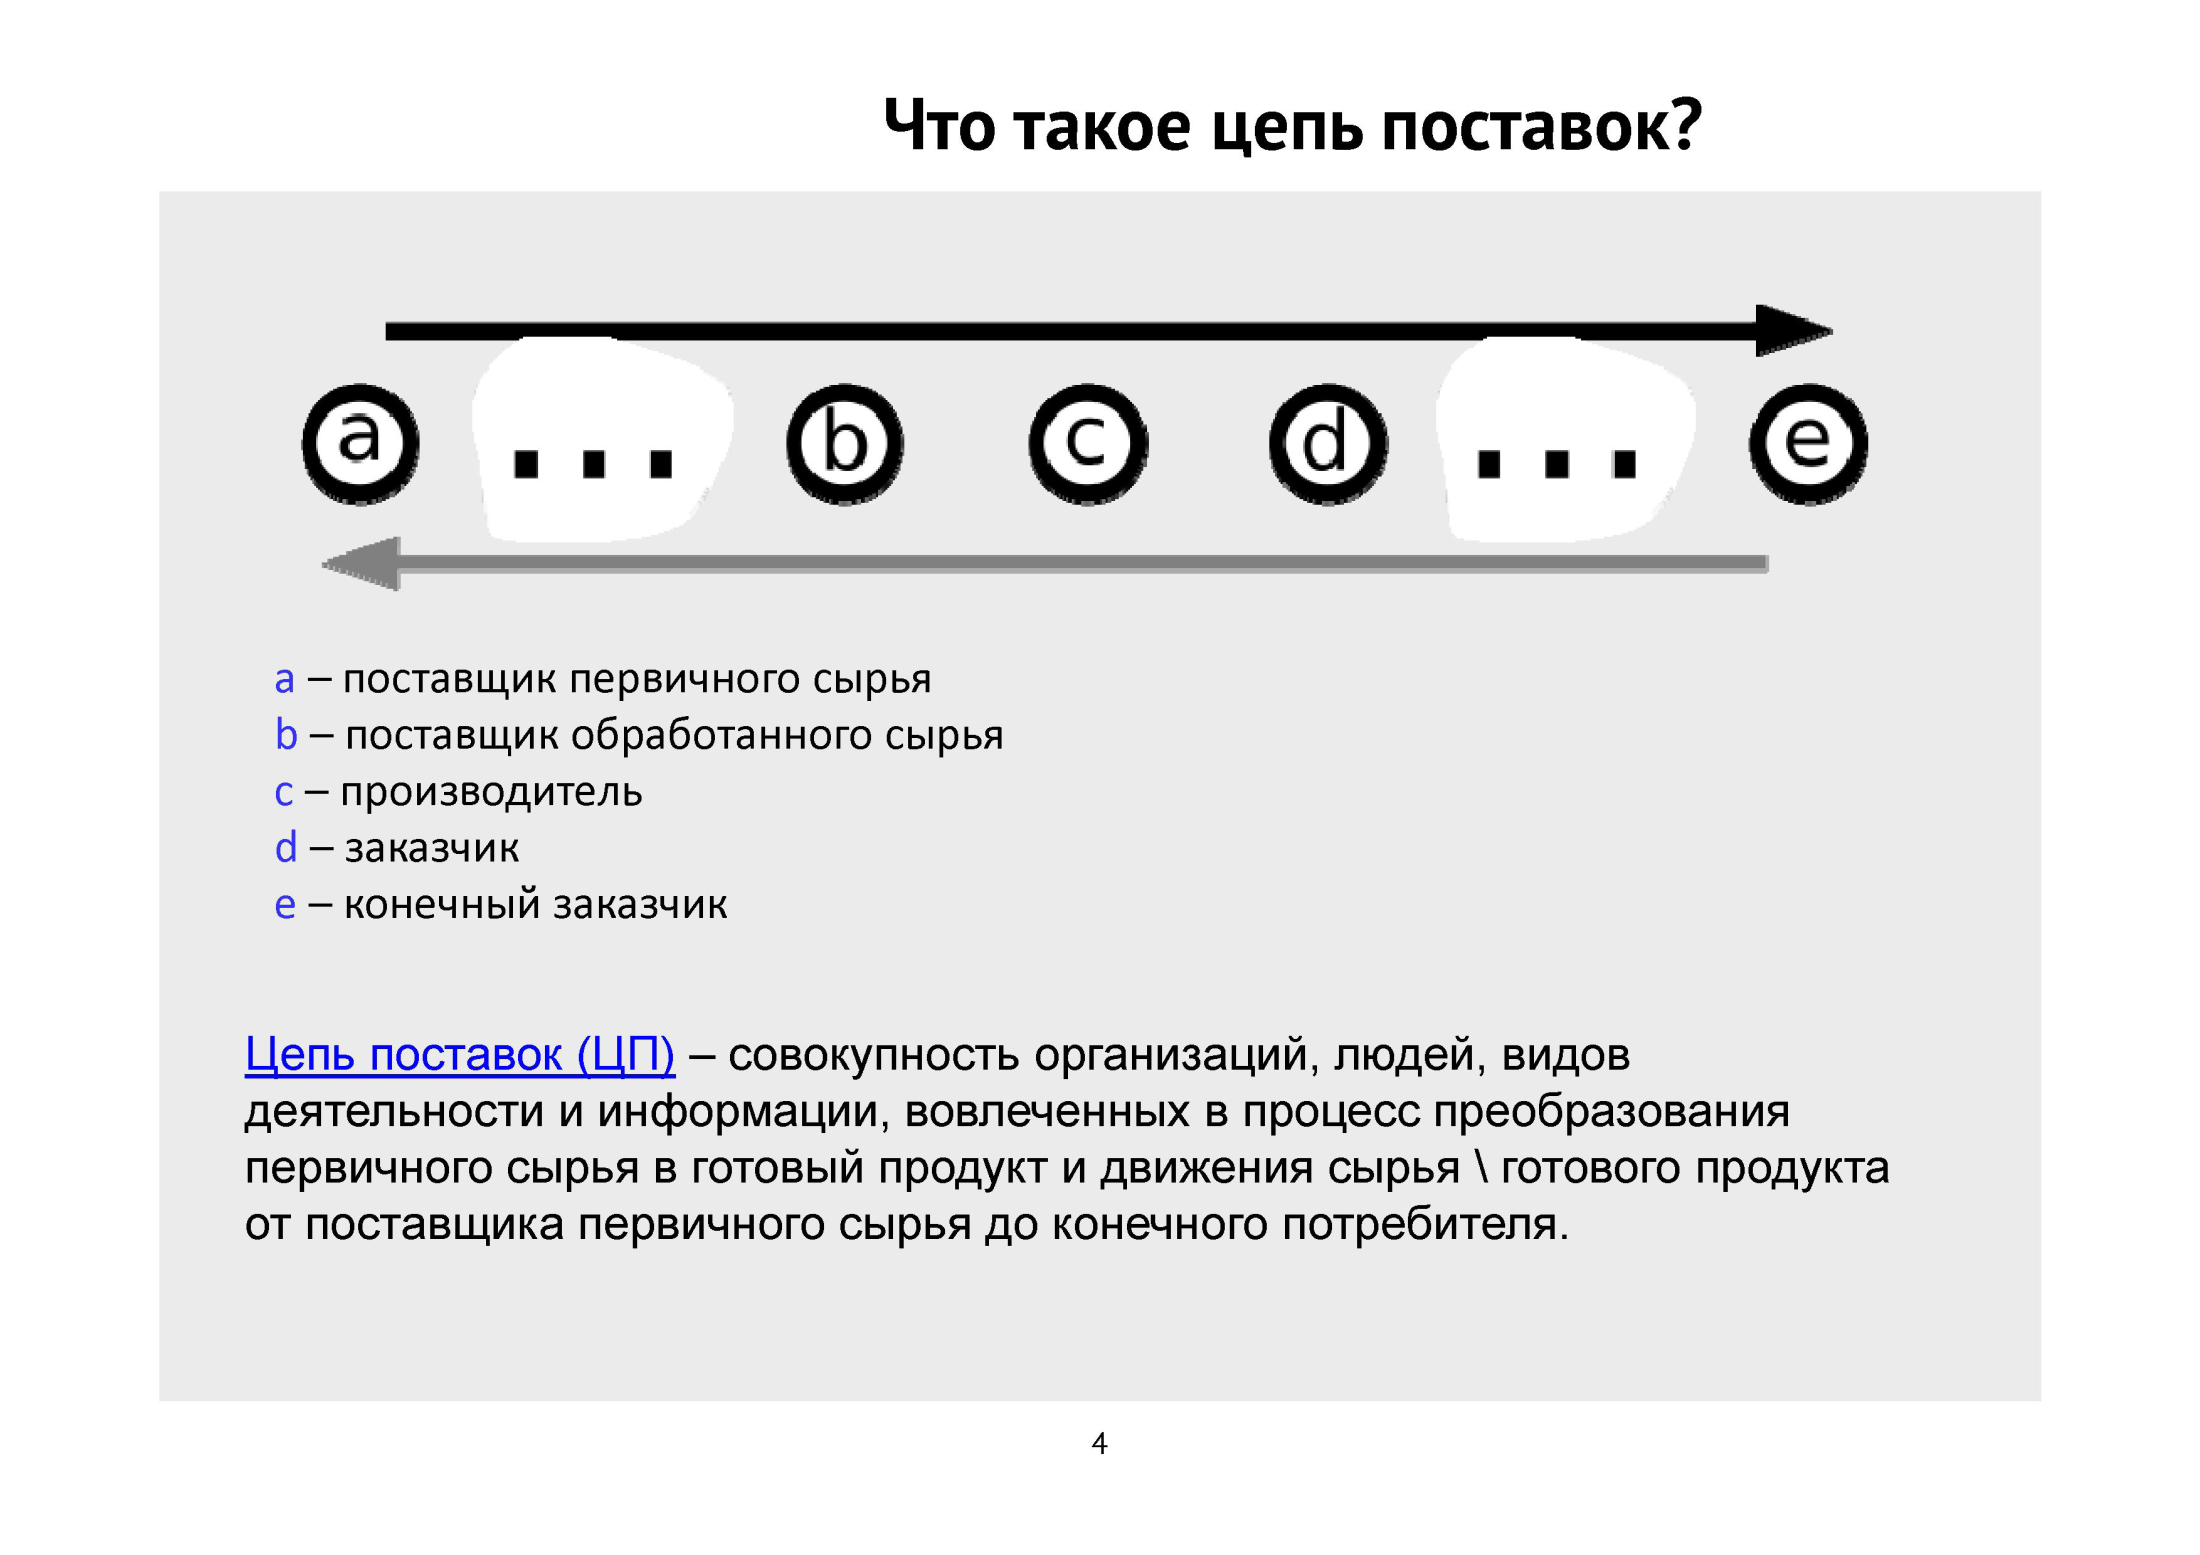 Что такое цепь поставок?
a ... b c d ... e
a – поставщик первичного сырья
b – поставщик обработанного сырья
c – производитель
d – заказчик
e – конечный заказчик
Цепь поставок (ЦП) – совокупность организаций, людей, видов
деятельности и информации, вовлеченных в процесс преобразования
первичного сырья в готовый продукт и движения сырья \ готового продукта
от поставщика первичного сырья до конечного потребителя.
4